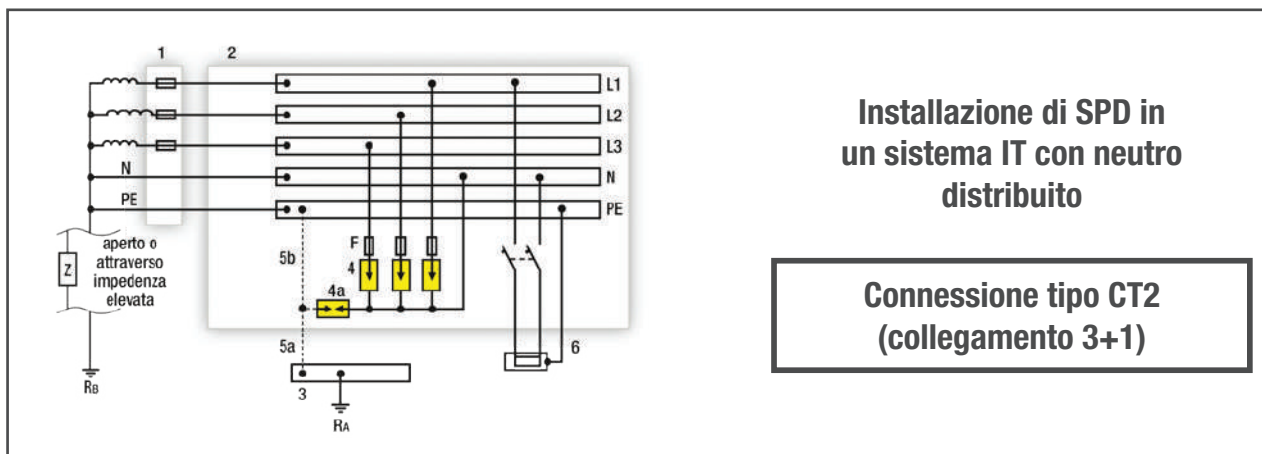 1
2
L1
L2
L3
N
N
PE
PE
aperto o
attraverso
impedenza
elevata
Z
5b
F
4
4a
5a
3
6
RB
RA
Installazione di SPD in
un sistema IT con neutro
distribuito
Connessione tipo CT2
(collegamento 3+1)